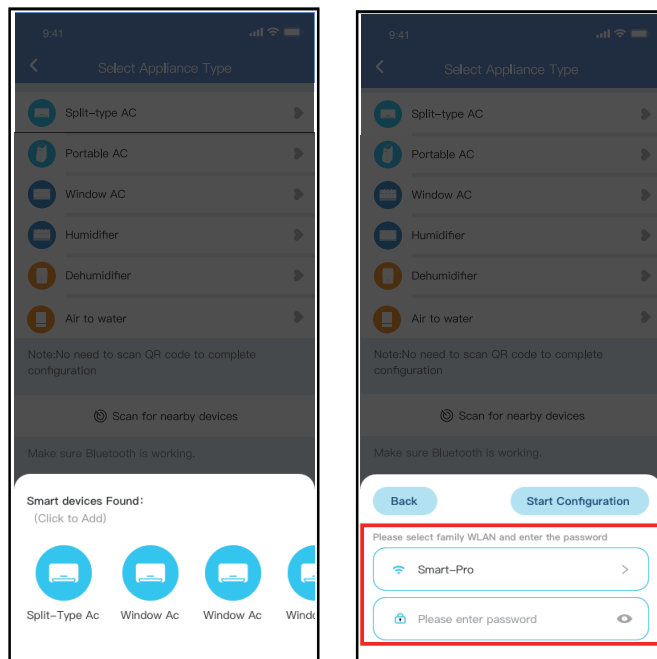 9:41
Select Appliance Type
Split-type AC
Portable AC
Window AC
Humidifier
Dehumidifier
Air to water
Note:No need to scan QR code to complete
configuration
Scan for nearby devices
Make sure Bluetooth is working.
Smart devices Found:
(Click to Add)
Split-Type Ac
Window Ac
Window Ac
9:41
Select Appliance Type
Split-type AC
Portable AC
Window AC
Humidifier
Dehumidifier
Air to water
Note:No need to scan QR code to complete
configuration
Scan for nearby devices
Make sure Bluetooth is working.
Back
Start Configuration
Please select family WLAN and enter the password
Smart-Pro
Please enter password